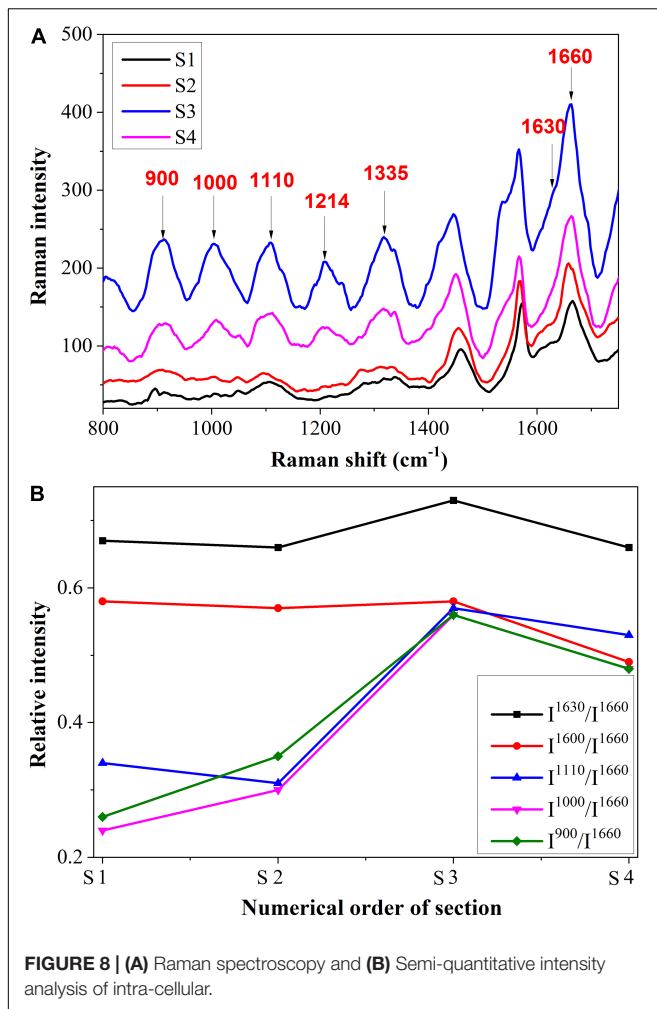 A
500
400
300
200
100
Raman intensity
S1
S2
S3
S4
900
1000
1110
1214
1335
1630
1660
800
1000
1200
1400
1600
Raman shift (cm⁻¹)
B
0.6
0.4
0.2
Relative intensity
I¹⁶³⁰/I¹⁶⁶⁰
I¹⁶⁰⁰/I¹⁶⁶⁰
I¹¹¹⁰/I¹⁶⁶⁰
I¹⁰⁰⁰/I¹⁶⁶⁰
I⁹⁰⁰/I¹⁶⁶⁰
S 1
S 2
S 3
S 4
Numerical order of section
FIGURE 8 | (A) Raman spectroscopy and (B) Semi-quantitative intensity
analysis of intra-cellular.